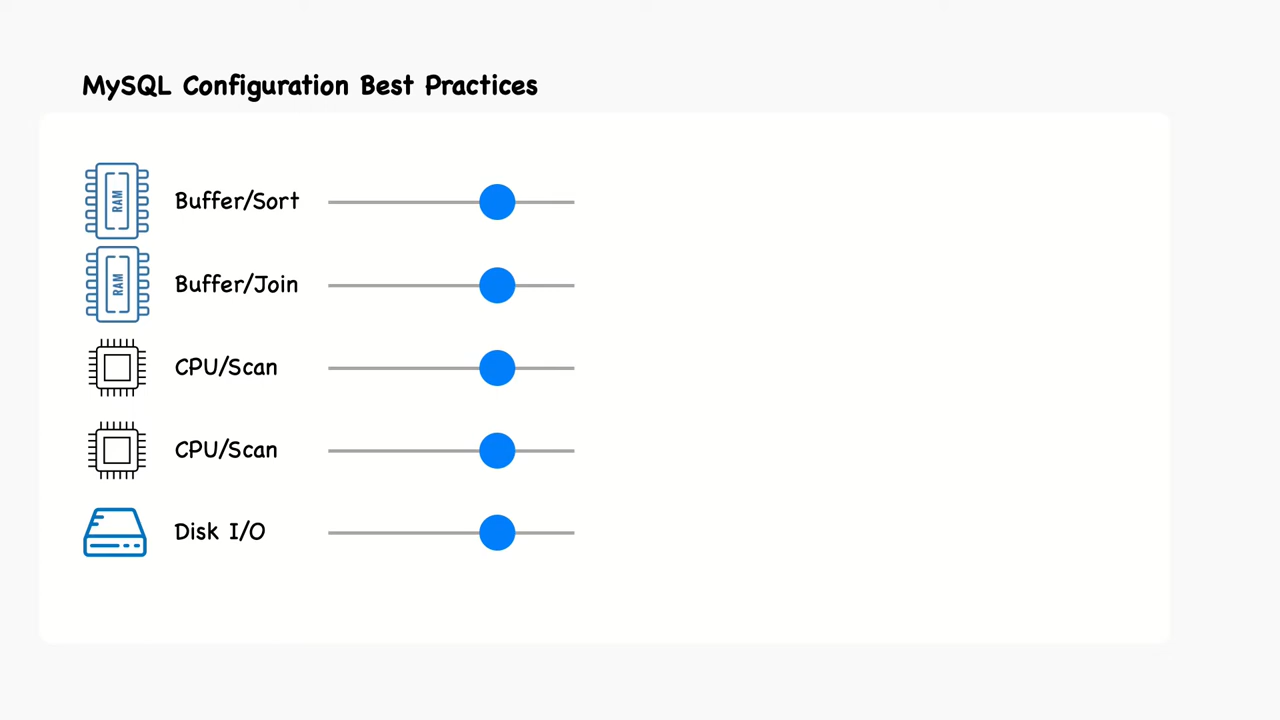 MySQL Configuration Best Practices
RAM
Buffer/Sort
RAM
Buffer/Join
CPU/Scan
CPU/Scan
Disk I/O